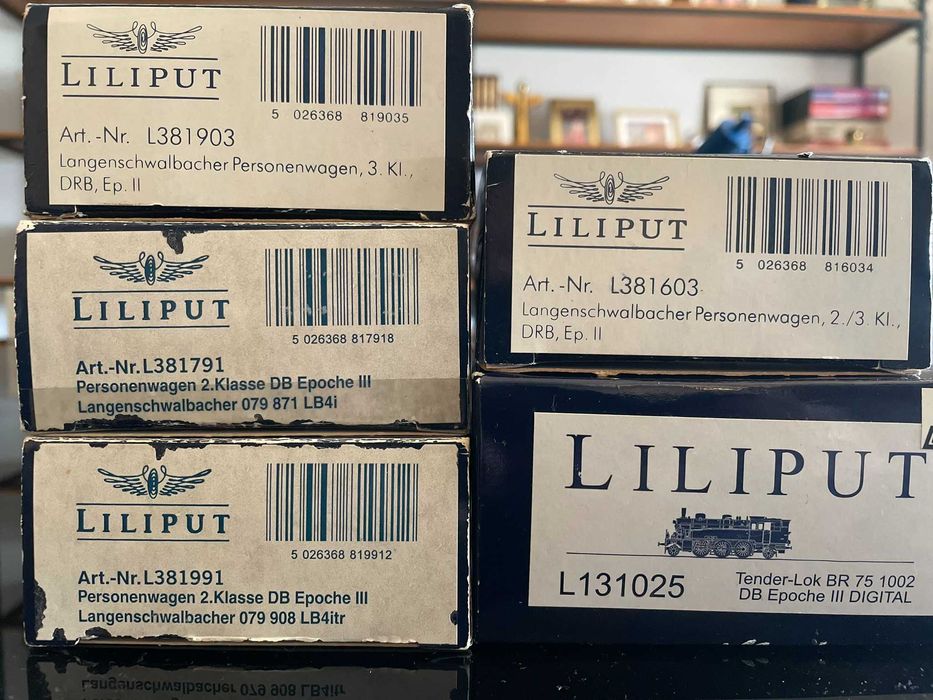 LILIPUT
5 026368 819035
Art.-Nr. L381903
Langenschwalbacher Personenwagen, 3. Kl.,
DRB, Ep. II
LILIPUT
5 026368 817918
Art.-Nr. L381791
Personenwagen 2.Klasse DB Epoche III
Langenschwalbacher 079 871 LB4i
LILIPUT
5 026368 819912
Art.-Nr. L381991
Personenwagen 2.Klasse DB Epoche III
Langenschwalbacher 079 908 LB4itr
LILIPUT
5 026368 816034
Art.-Nr. L381603
Langenschwalbacher Personenwagen, 2./3. Kl.,
DRB, Ep. II
LILIPUT
L131025
Tender-Lok BR 75 1002
DB Epoche III DIGITAL